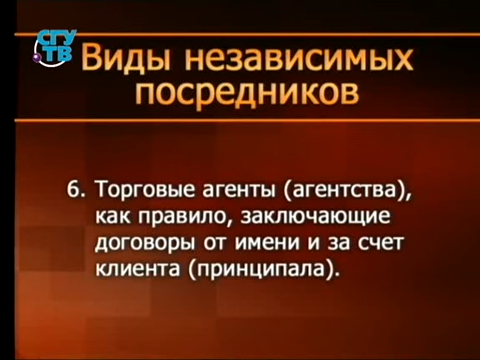 СГУ
ТВ
Виды независимых
посредников
6. Торговые агенты (агентства),
как правило, заключающие
договоры от имени и за счет
клиента (принципала).